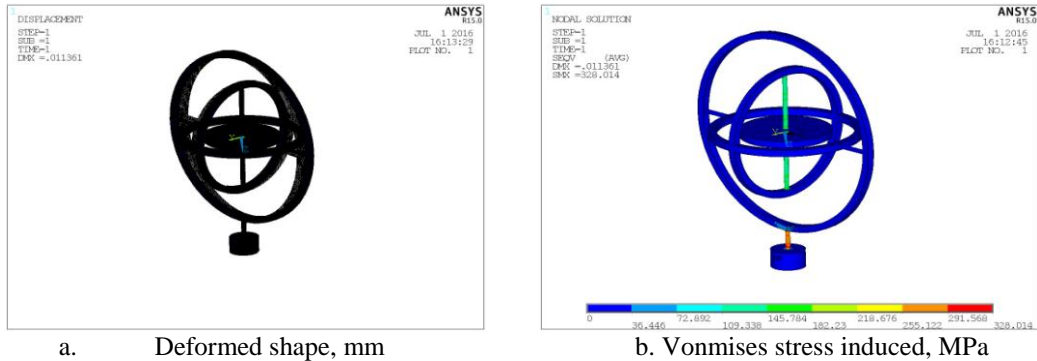 1
DISPLACEMENT
STEP=1
SUB =1
TIME=1
DMX =.011361
ANSYS
R15.0
JUL 1 2016
16:13:29
PLOT NO. 1
a. Deformed shape, mm
1
NODAL SOLUTION
STEP=1
SUB =1
TIME=1
SEQV (AVG)
DMX =.011361
SMX =328.014
ANSYS
R15.0
JUL 1 2016
16:12:45
PLOT NO. 1
0 72.892 145.784 218.676 291.568
36.446 109.338 182.23 255.122 328.014
b. Vonmises stress induced, MPa